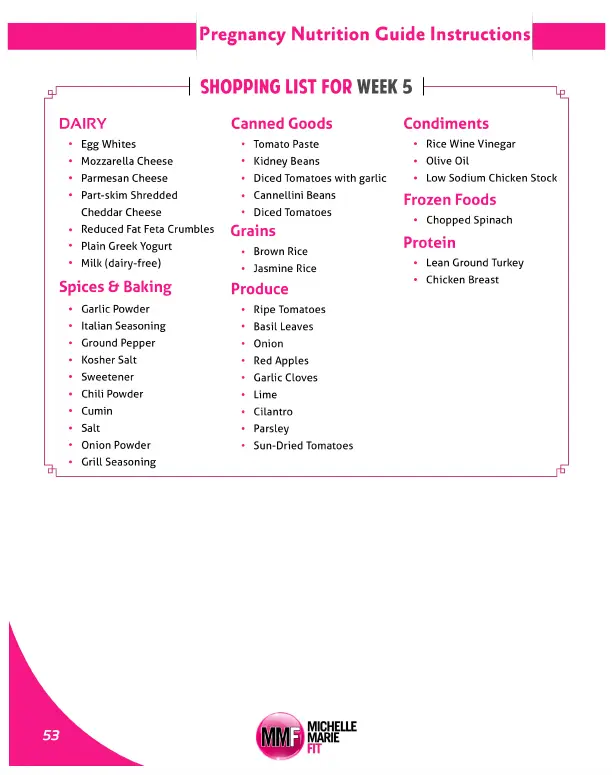 Pregnancy Nutrition Guide Instructions
SHOPPING LIST FOR WEEK 5
DAIRY
• Egg Whites
• Mozzarella Cheese
• Parmesan Cheese
• Part-skim Shredded
Cheddar Cheese
• Reduced Fat Feta Crumbles
• Plain Greek Yogurt
• Milk (dairy-free)
Spices & Baking
• Garlic Powder
• Italian Seasoning
• Ground Pepper
• Kosher Salt
• Sweetener
• Chili Powder
• Cumin
• Salt
• Onion Powder
• Grill Seasoning
Canned Goods
• Tomato Paste
• Kidney Beans
• Diced Tomatoes with garlic
• Cannellini Beans
• Diced Tomatoes
Grains
• Brown Rice
• Jasmine Rice
Produce
• Ripe Tomatoes
• Basil Leaves
• Onion
• Red Apples
• Garlic Cloves
• Lime
• Cilantro
• Parsley
• Sun-Dried Tomatoes
Condiments
• Rice Wine Vinegar
• Olive Oil
• Low Sodium Chicken Stock
Frozen Foods
• Chopped Spinach
Protein
• Lean Ground Turkey
• Chicken Breast
53
MMF
MICHELLE
MARIE
FIT